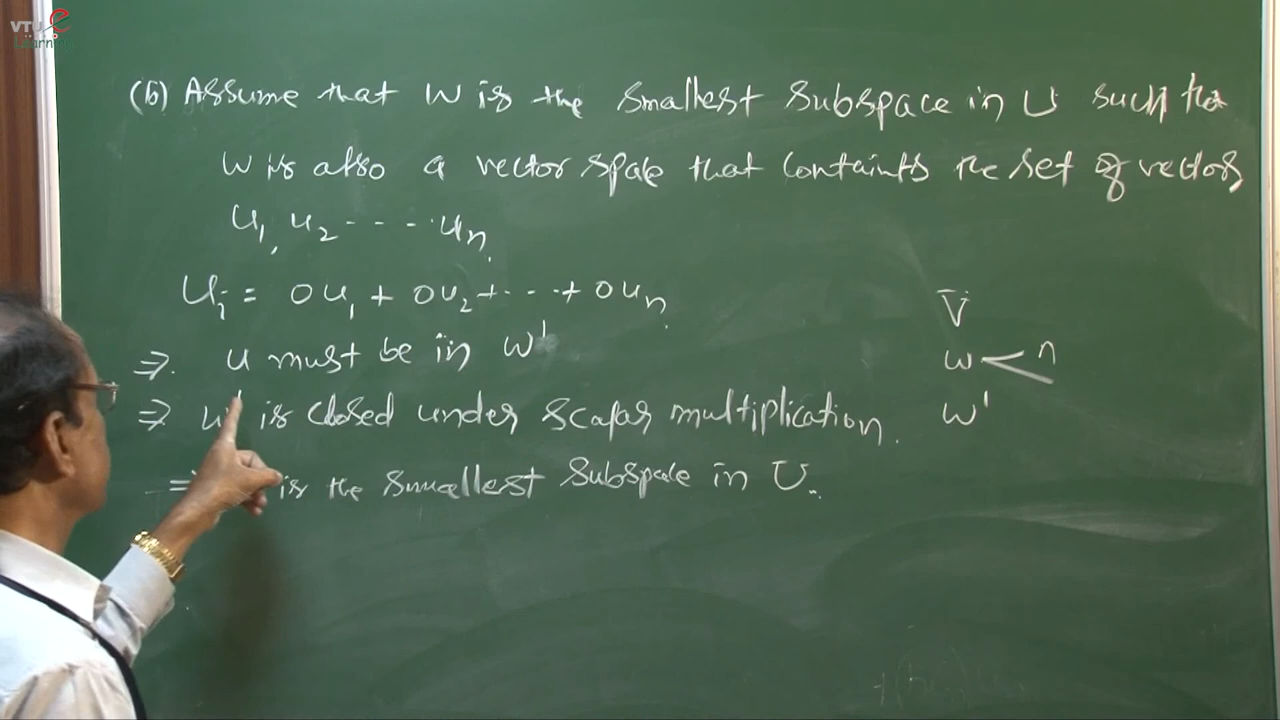 VTU e
Learning
(b) Assume that W is the smallest subspace in U such tha
W is also a vector space that containts the set of vectors
U1, U2 - - - - Un.
Ui = 0U1 + 0U2 + - - - + 0Un.
⇒. U must be in W'
⇒ W' is closed under scalar multiplication.
⇒ is the smallest subspace in U.
V
W < n
W'